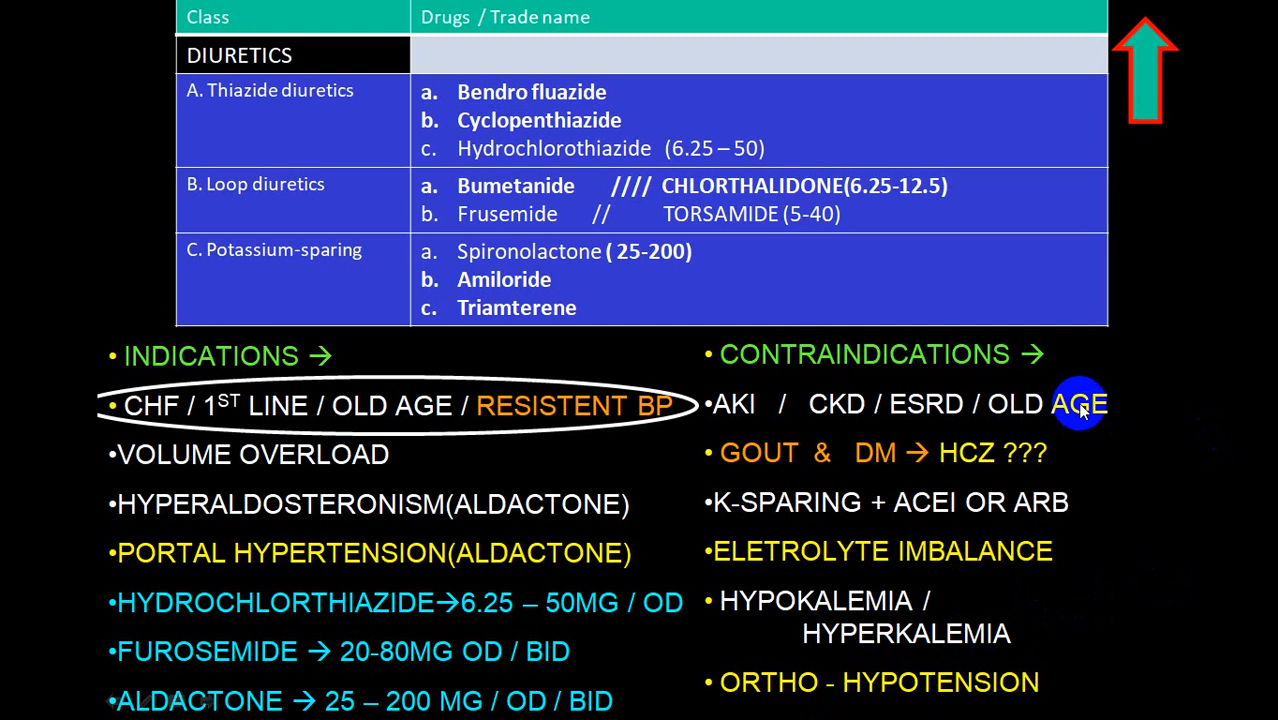 Class Drugs / Trade name
DIURETICS
A. Thiazide diuretics a. Bendro fluazide
b. Cyclopenthiazide
c. Hydrochlorothiazide (6.25 – 50)
B. Loop diuretics a. Bumetanide //// CHLORTHALIDONE(6.25-12.5)
b. Frusemide // TORSAMIDE (5-40)
C. Potassium-sparing a. Spironolactone ( 25-200)
b. Amiloride
c. Triamterene
• INDICATIONS →
• CHF / 1ST LINE / OLD AGE / RESISTENT BP
•VOLUME OVERLOAD
•HYPERALDOSTERONISM(ALDACTONE)
•PORTAL HYPERTENSION(ALDACTONE)
•HYDROCHLORTHIAZIDE→6.25 – 50MG / OD
•FUROSEMIDE → 20-80MG OD / BID
•ALDACTONE → 25 – 200 MG / OD / BID
• CONTRAINDICATIONS →
•AKI / CKD / ESRD / OLD AGE
• GOUT & DM → HCZ ???
•K-SPARING + ACEI OR ARB
•ELETROLYTE IMBALANCE
• HYPOKALEMIA /
HYPERKALEMIA
• ORTHO - HYPOTENSION